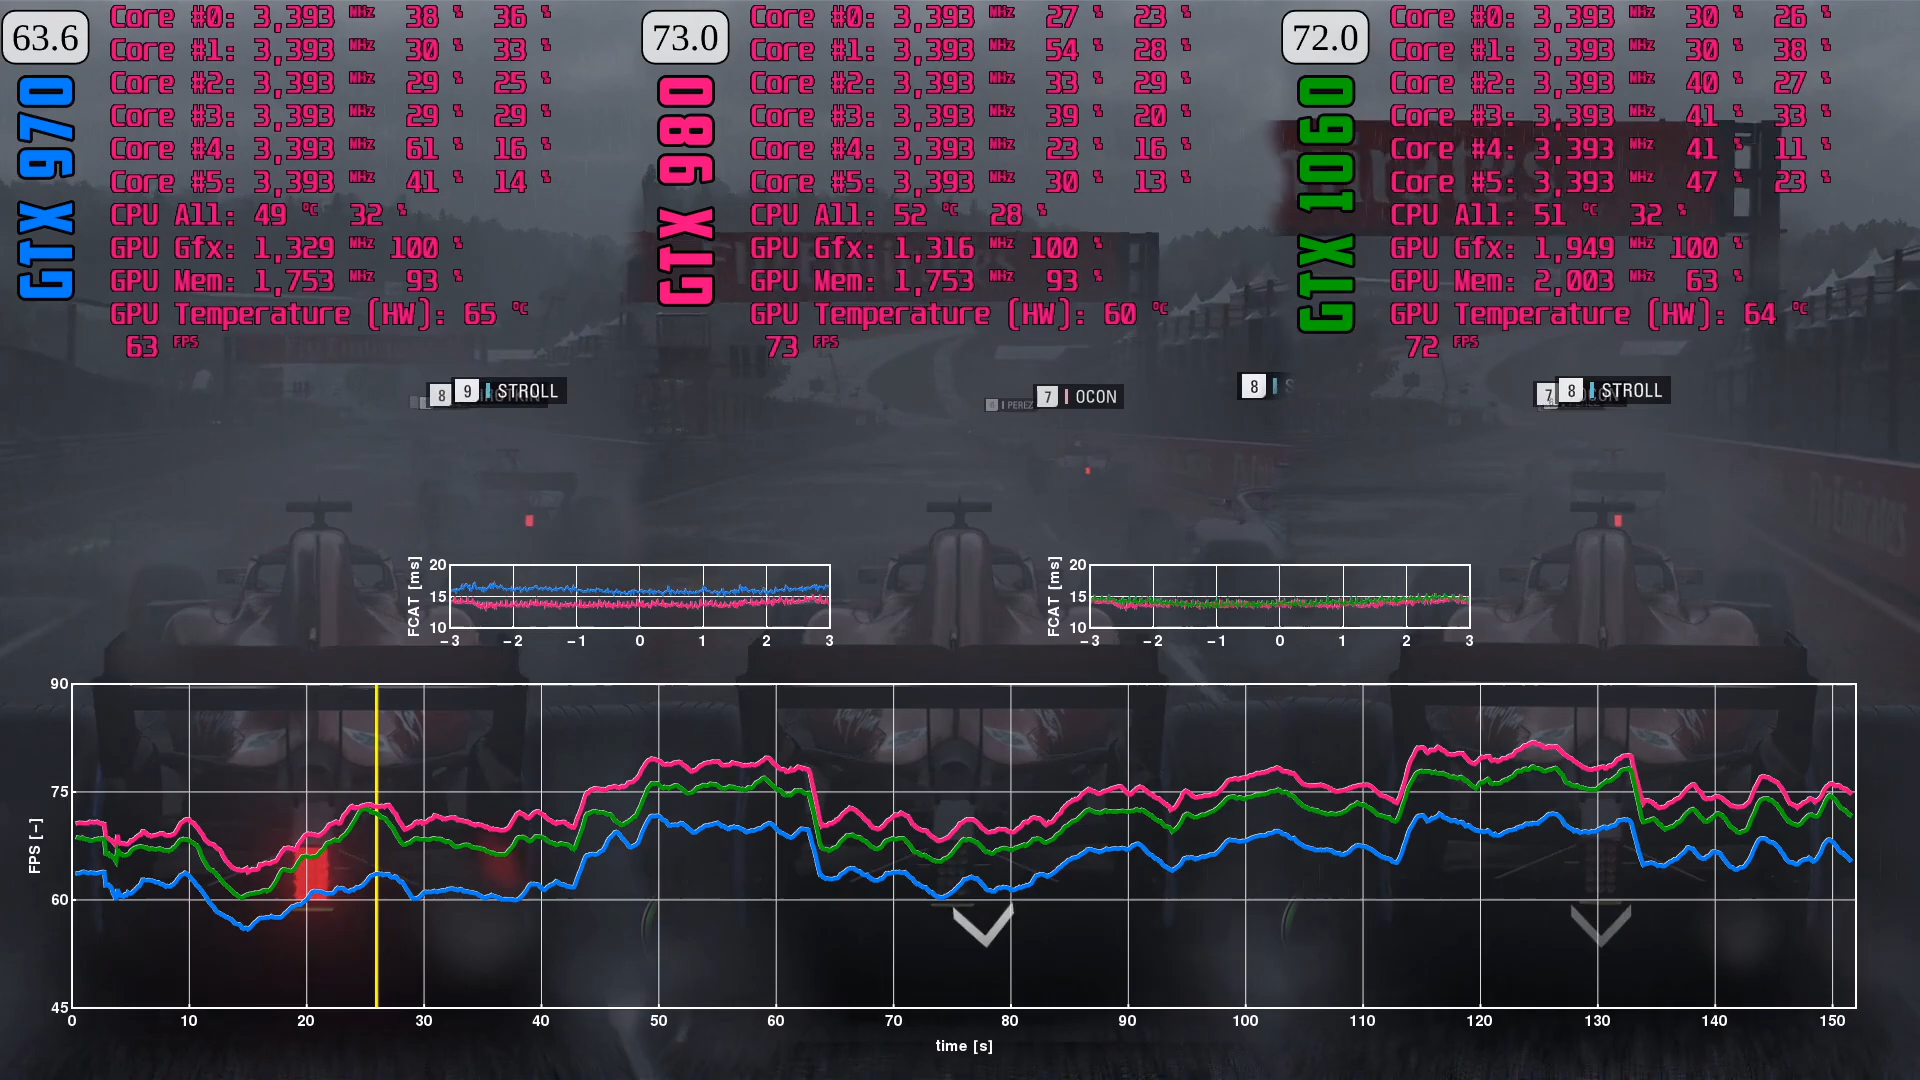 63.6
GTX 970
Core #0: 3,393 MHz 38 % 36 %
Core #1: 3,393 MHz 30 % 33 %
Core #2: 3,393 MHz 29 % 25 %
Core #3: 3,393 MHz 29 % 29 %
Core #4: 3,393 MHz 61 % 16 %
Core #5: 3,393 MHz 41 % 14 %
CPU All: 49 °C 32 %
GPU Gfx: 1,329 MHz 100 %
GPU Mem: 1,753 MHz 93 %
GPU Temperature (HW): 65 °C
63 FPS
73.0
GTX 980
Core #0: 3,393 MHz 27 % 23 %
Core #1: 3,393 MHz 54 % 28 %
Core #2: 3,393 MHz 33 % 29 %
Core #3: 3,393 MHz 39 % 20 %
Core #4: 3,393 MHz 23 % 16 %
Core #5: 3,393 MHz 30 % 13 %
CPU All: 52 °C 28 %
GPU Gfx: 1,316 MHz 100 %
GPU Mem: 1,753 MHz 93 %
GPU Temperature (HW): 60 °C
73 FPS
72.0
GTX 1060
Core #0: 3,393 MHz 30 % 26 %
Core #1: 3,393 MHz 30 % 38 %
Core #2: 3,393 MHz 40 % 27 %
Core #3: 3,393 MHz 41 % 33 %
Core #4: 3,393 MHz 41 % 11 %
Core #5: 3,393 MHz 47 % 23 %
CPU All: 51 °C 32 %
GPU Gfx: 1,949 MHz 100 %
GPU Mem: 2,003 MHz 63 %
GPU Temperature (HW): 64 °C
72 FPS
8 9 STROLL
PEREZ 7 OCON
8 S
7 8 STROLL
FCAT [ms]
20
15
10
-3 -2 -1 0 1 2 3
FCAT [ms]
20
15
10
-3 -2 -1 0 1 2 3
FPS [-]
90
75
60
45
0 10 20 30 40 50 60 70 80 90 100 110 120 130 140 150
time [s]